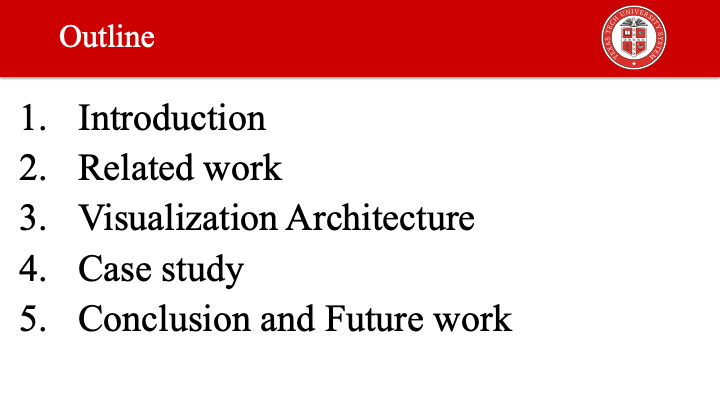 Outline
TEXAS TECH UNIVERSITY SYSTEM
1. Introduction
2. Related work
3. Visualization Architecture
4. Case study
5. Conclusion and Future work